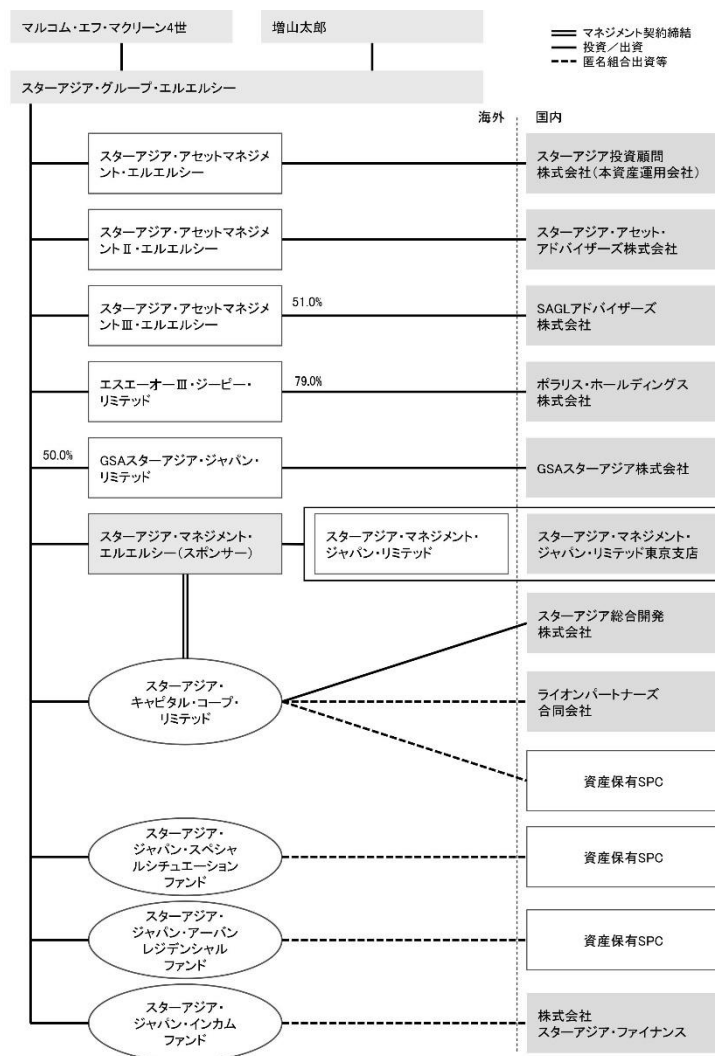 マルコム・エフ・マクリーン4世
増山太郎
マネジメント契約締結
投資／出資
匿名組合出資等
スターアジア・グループ・エルエルシー
海外
国内
スターアジア・アセットマネジメ
ント・エルエルシー
スターアジア投資顧問
株式会社（本資産運用会社）
スターアジア・アセットマネジメ
ントⅡ・エルエルシー
スターアジア・アセット・
アドバイザーズ株式会社
スターアジア・アセットマネジメ
ントⅢ・エルエルシー
51.0%
SAGLアドバイザーズ
株式会社
エスエーオーⅢ・ジーピー・
リミテッド
79.0%
ポラリス・ホールディングス
株式会社
50.0%
GSAスターアジア・ジャパン・
リミテッド
GSAスターアジア株式会社
スターアジア・マネジメント・
エルエルシー（スポンサー）
スターアジア・マネジメント・
ジャパン・リミテッド
スターアジア・マネジメント・
ジャパン・リミテッド東京支店
スターアジア総合開発
株式会社
スターアジア・
キャピタル・コープ・
リミテッド
ライオンパートナーズ
合同会社
資産保有SPC
スターアジア・
ジャパン・スペシャ
ルシチュエーション
ファンド
資産保有SPC
スターアジア・
ジャパン・アーバン
レジデンシャル
ファンド
資産保有SPC
スターアジア・
ジャパン・インカム
ファンド
株式会社
スターアジア・ファイナンス